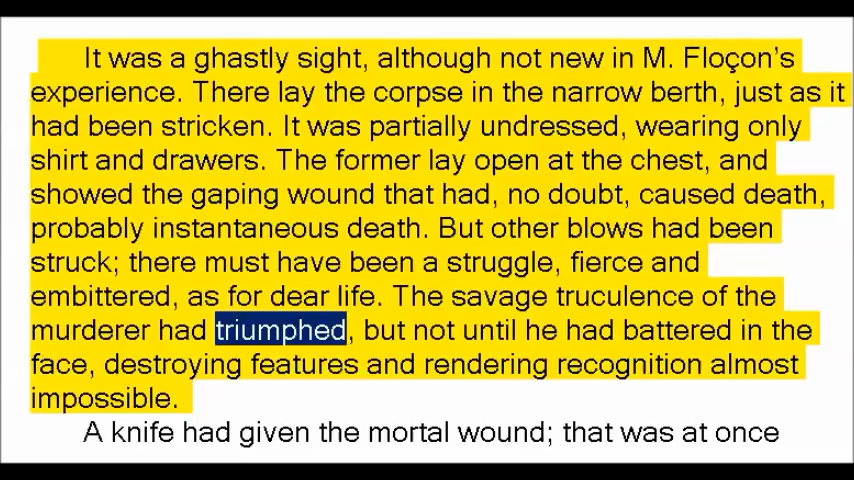 It was a ghastly sight, although not new in M. Floçon's
experience. There lay the corpse in the narrow berth, just as it
had been stricken. It was partially undressed, wearing only
shirt and drawers. The former lay open at the chest, and
showed the gaping wound that had, no doubt, caused death,
probably instantaneous death. But other blows had been
struck; there must have been a struggle, fierce and
embittered, as for dear life. The savage truculence of the
murderer had triumphed, but not until he had battered in the
face, destroying features and rendering recognition almost
impossible.
A knife had given the mortal wound; that was at once